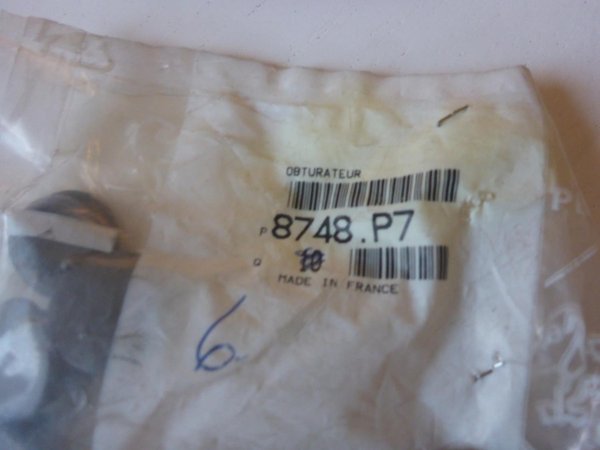 OBTURATEUR
P 8748.P7
Q 10
MADE IN FRANCE
6